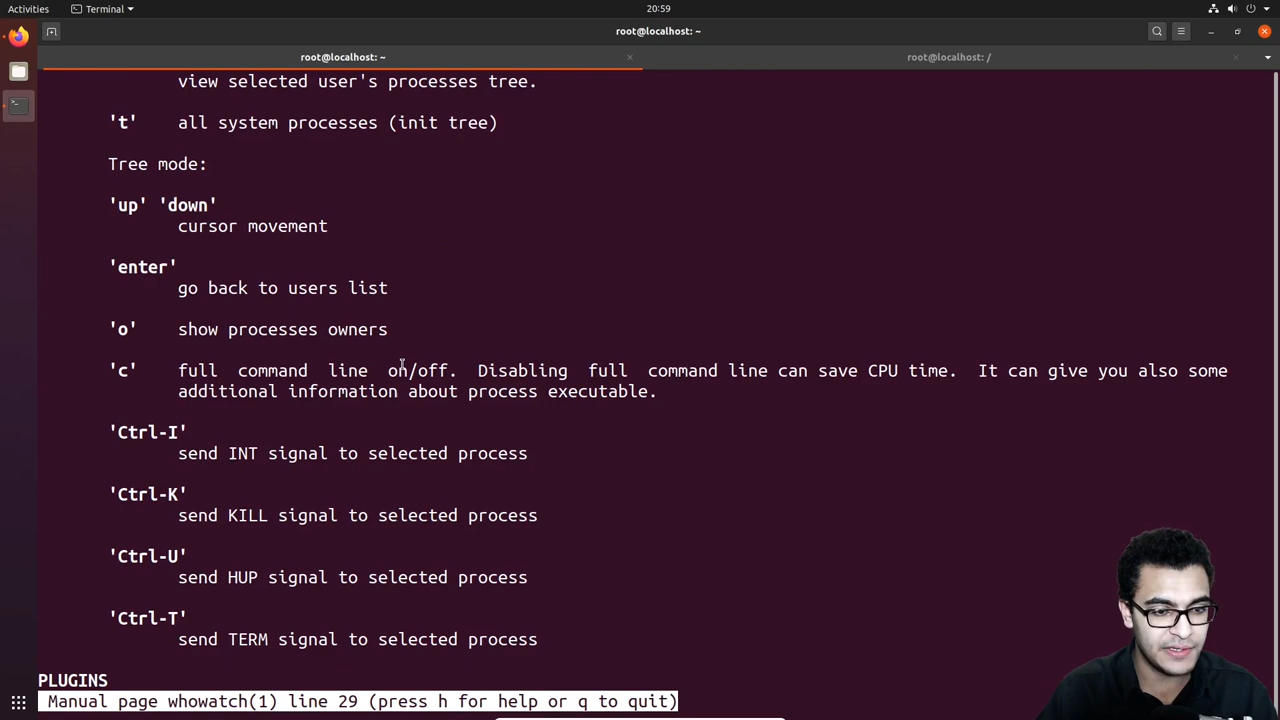 Activities
Terminal
20:59
root@localhost: ~
root@localhost: ~
root@localhost: /
view selected user's processes tree.
't' all system processes (init tree)
Tree mode:
'up' 'down'
cursor movement
'enter'
go back to users list
'o' show processes owners
'c' full command line on/off. Disabling full command line can save CPU time. It can give you also some
additional information about process executable.
'Ctrl-I'
send INT signal to selected process
'Ctrl-K'
send KILL signal to selected process
'Ctrl-U'
send HUP signal to selected process
'Ctrl-T'
send TERM signal to selected process
PLUGINS
Manual page whowatch(1) line 29 (press h for help or q to quit)